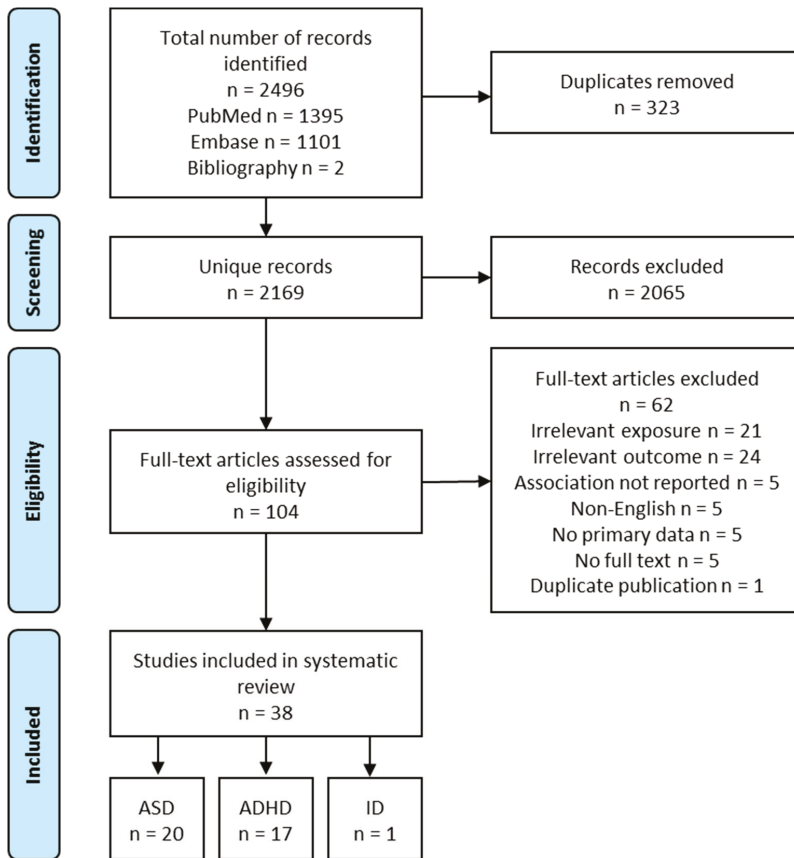 Identification
Total number of records
identified
n = 2496
PubMed n = 1395
Embase n = 1101
Bibliography n = 2
Duplicates removed
n = 323
Screening
Unique records
n = 2169
Records excluded
n = 2065
Eligibility
Full-text articles assessed for
eligibility
n = 104
Full-text articles excluded
n = 62
Irrelevant exposure n = 21
Irrelevant outcome n = 24
Association not reported n = 5
Non-English n = 5
No primary data n = 5
No full text n = 5
Duplicate publication n = 1
Included
Studies included in systematic
review
n = 38
ASD
n = 20
ADHD
n = 17
ID
n = 1